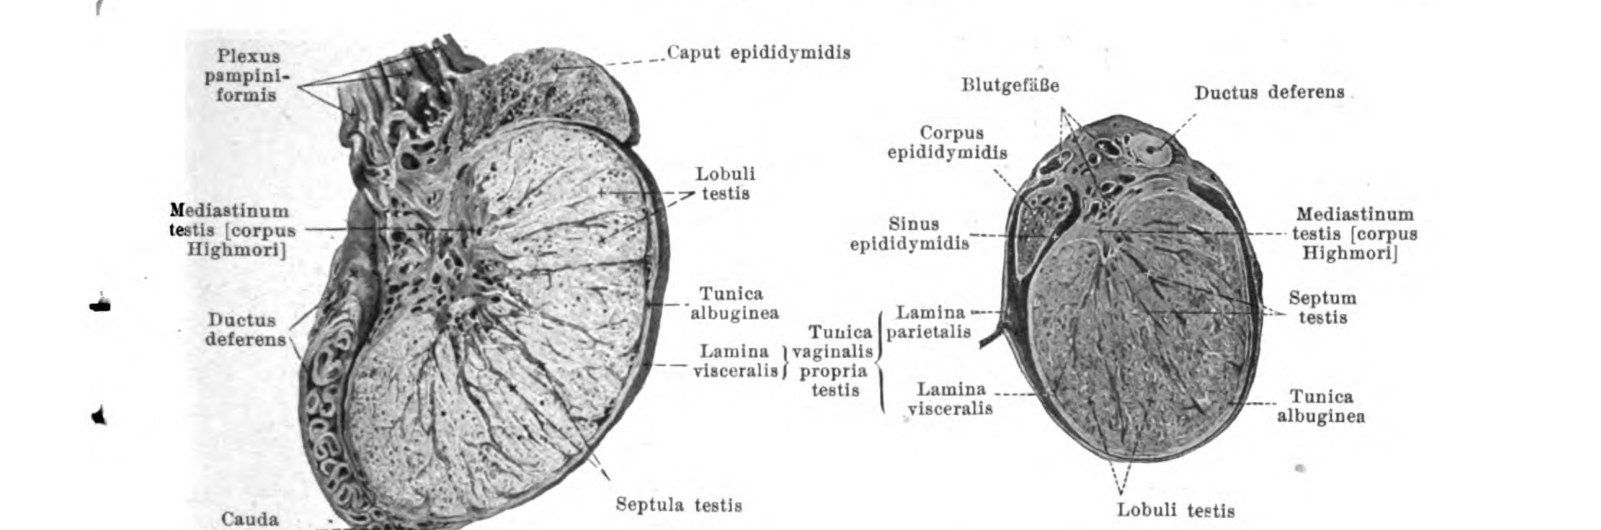 Plexus
pampini-
formis
Caput epididymidis
Lobuli
testis
Mediastinum
testis [corpus
Highmori]
Ductus
deferens
Tunica
albuginea
Lamina
visceralis
Tunica
vaginalis
propria
testis
Septula testis
Cauda
Blutgefäße
Ductus deferens
Corpus
epididymidis
Sinus
epididymidis
Mediastinum
testis [corpus
Highmori]
Septum
testis
Lamina
parietalis
Lamina
visceralis
Tunica
albuginea
Lobuli testis